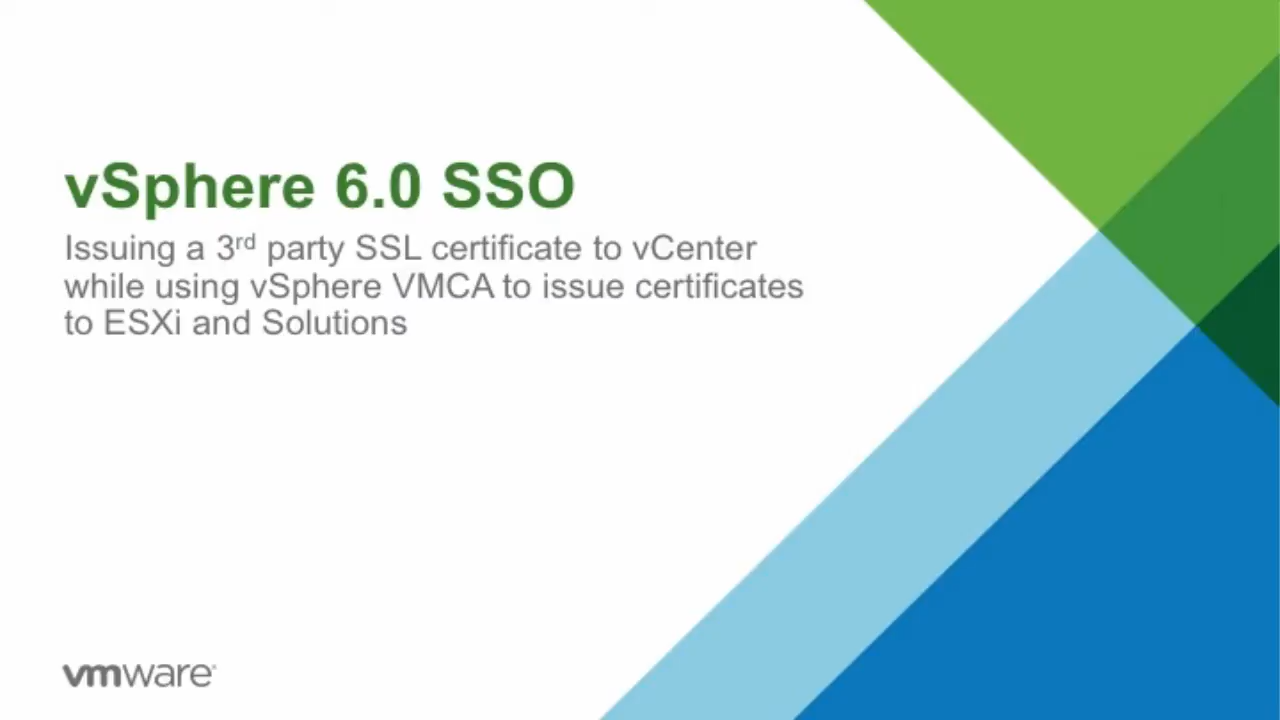 vSphere 6.0 SSO
Issuing a 3rd party SSL certificate to vCenter
while using vSphere VMCA to issue certificates
to ESXi and Solutions
vmware®